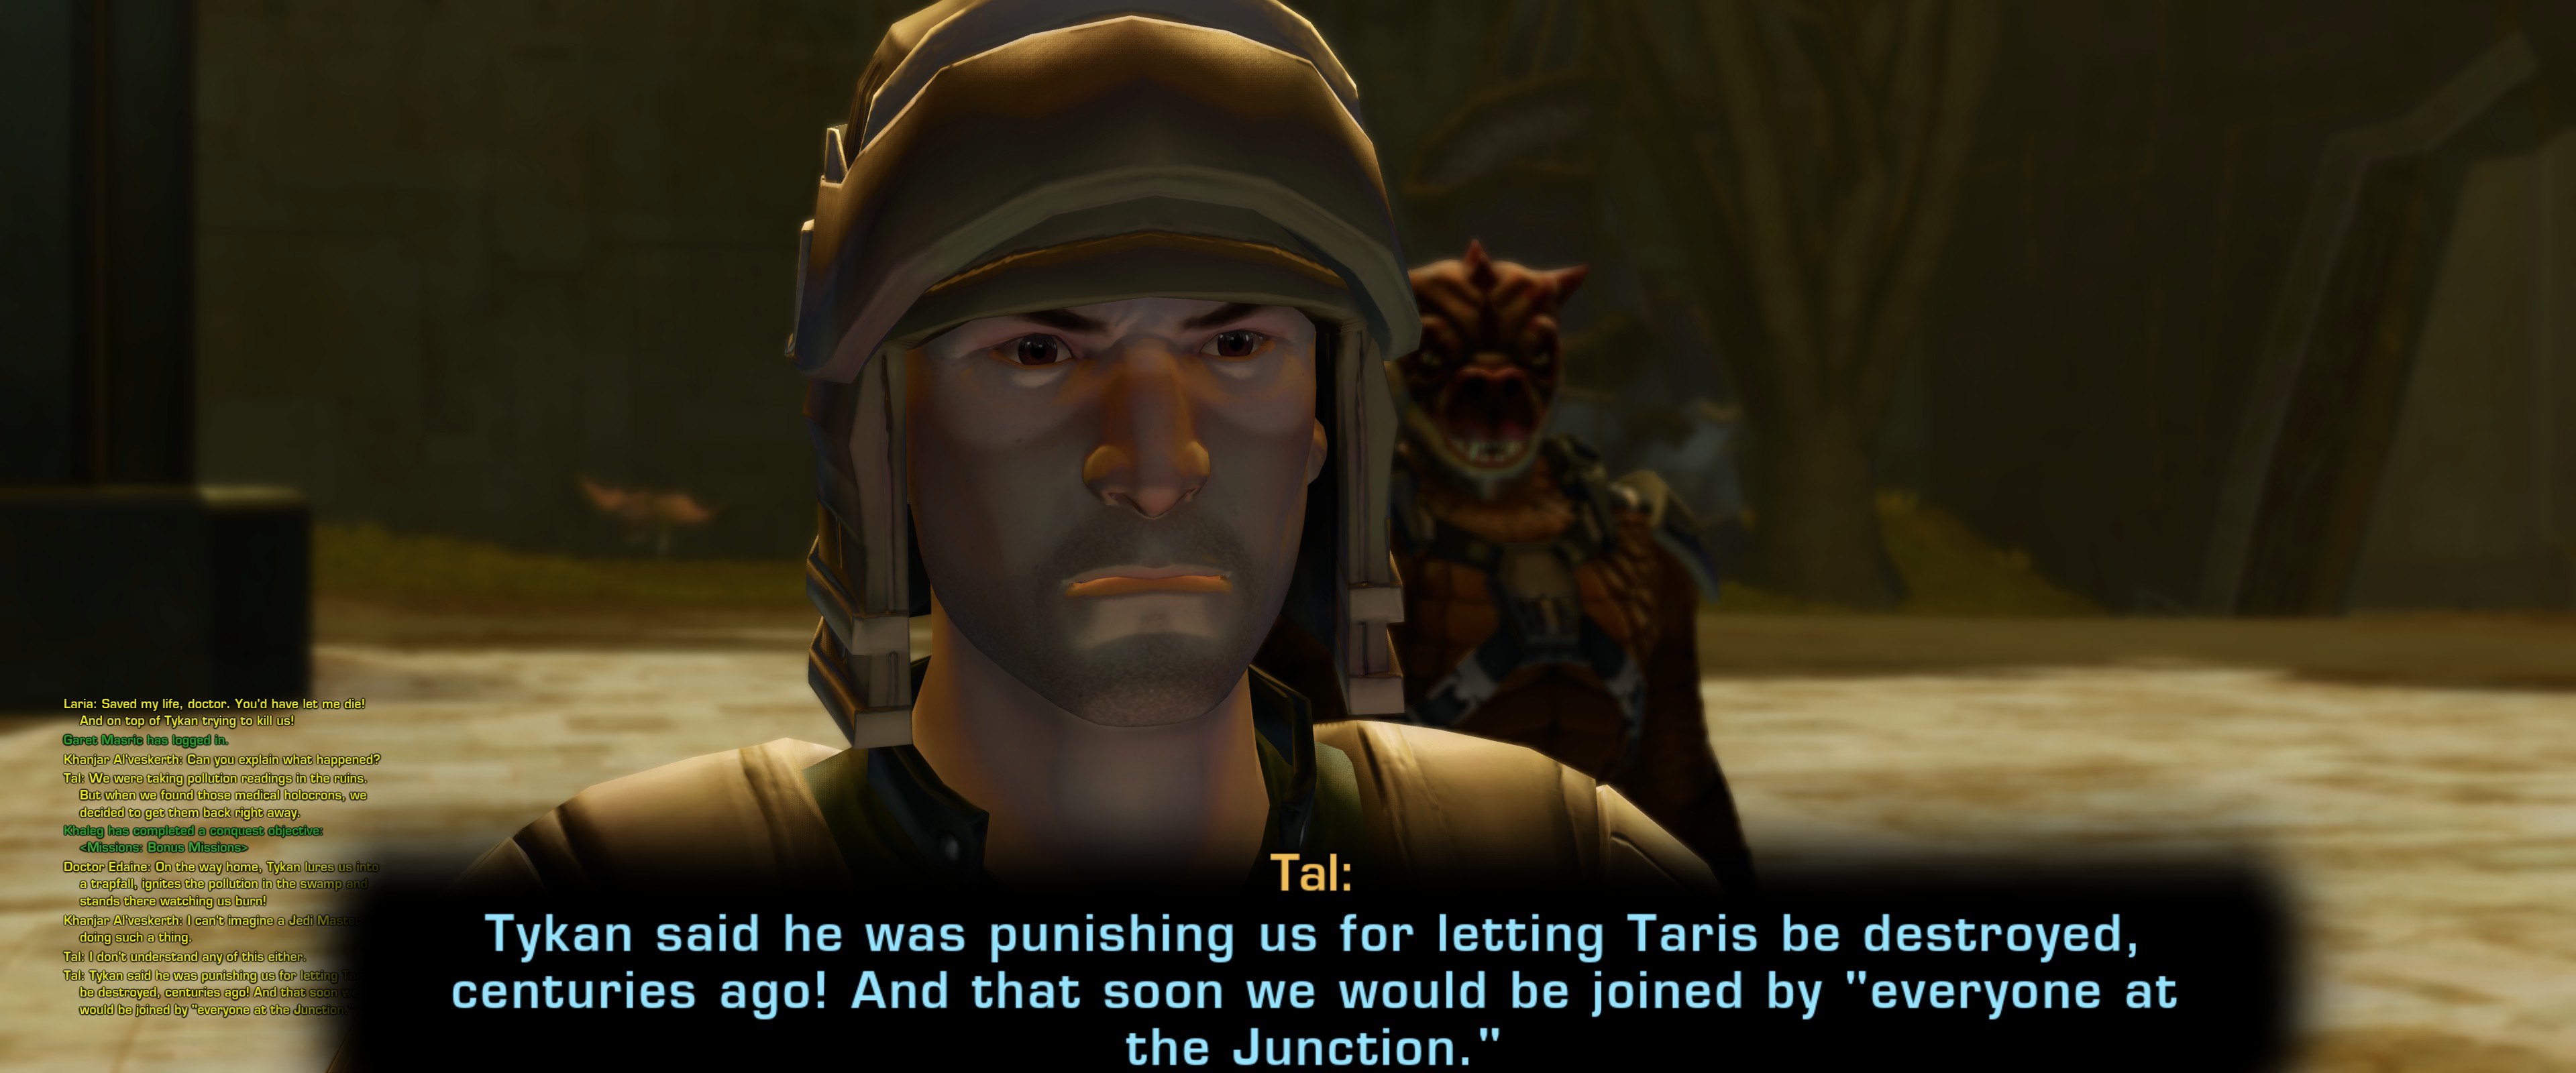 Laria: Saved my life, doctor. You'd have let me die!
And on top of Tykan trying to kill us!
Garet Masric has logged in.
Khanjar Al'veskerth: Can you explain what happened?
Tal: We were taking pollution readings in the ruins.
But when we found those medical holocrons, we
decided to get them back right away.
Khaleg has completed a conquest objective:
<Missions: Bonus Missions>
Doctor Edaine: On the way home, Tykan lures us into
a trapfall, ignites the pollution in the swamp and
stands there watching us burn!
Khanjar Al'veskerth: I can't imagine a Jedi Master
doing such a thing.
Tal: I don't understand any of this either.
Tal: Tykan said he was punishing us for letting
be destroyed, centuries ago! And that soon
would be joined by "everyone at the Junction."
Tal:
Tykan said he was punishing us for letting Taris be destroyed,
centuries ago! And that soon we would be joined by "everyone at
the Junction."